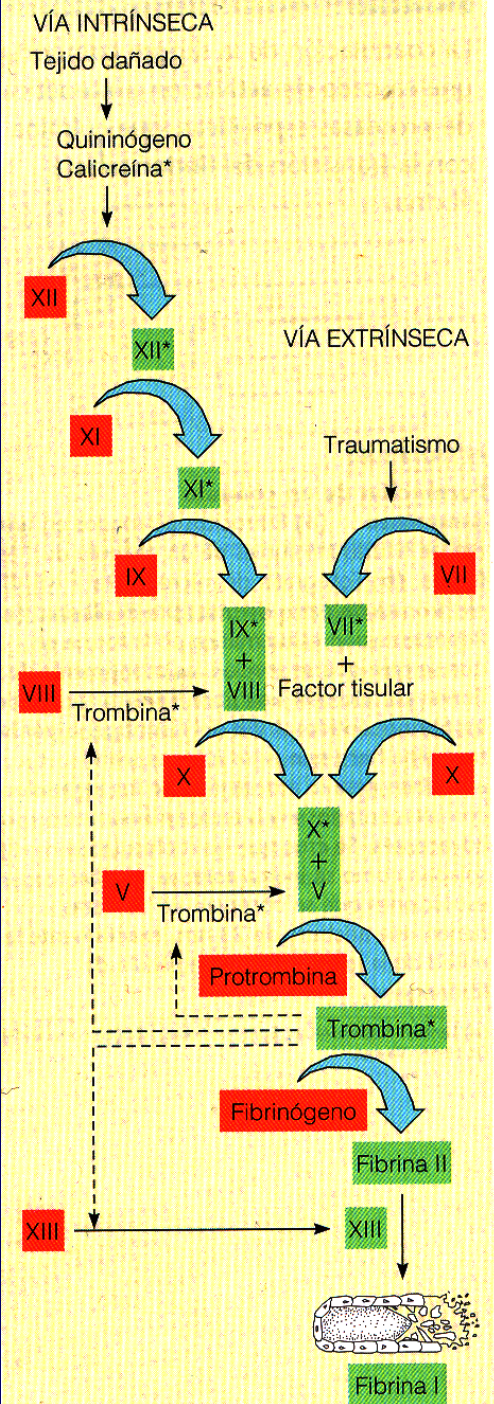 VÍA INTRÍNSECA
Tejido dañado
Quininógeno
Calicreína*
XII
XII*
VÍA EXTRÍNSECA
XI
Traumatismo
XI*
IX
VII
IX*
+
VIII
VII*
+
Factor tisular
VIII
Trombina*
X
X
X*
+
V
V
Trombina*
Protrombina
Trombina*
Fibrinógeno
Fibrina II
XIII
XIII
Fibrina I